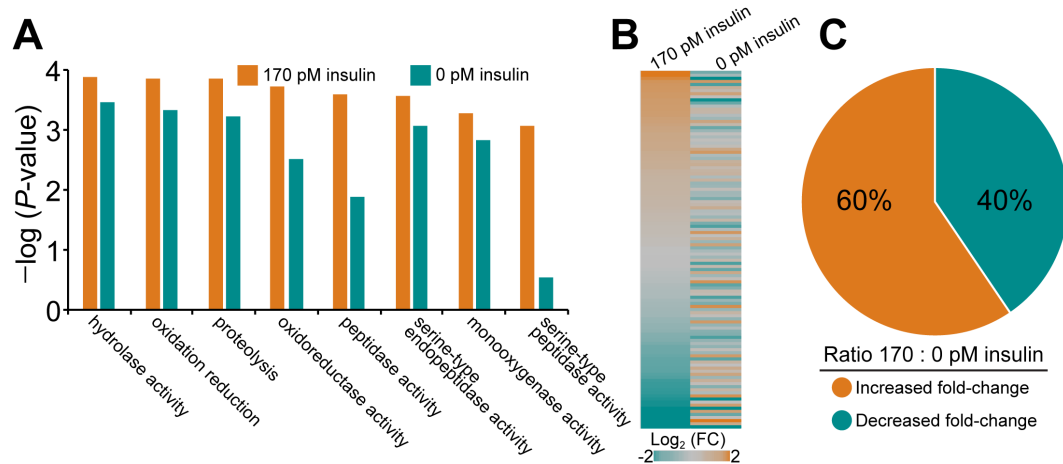 A
−log (P-value)
4
3
2
1
0
170 pM insulin
0 pM insulin
hydrolase activity
oxidation reduction
proteolysis
oxidoreductase activity
peptidase activity
serine-type
endopeptidase activity
monooxygenase activity
serine-type
peptidase activity
B
170 pM insulin
0 pM insulin
Log₂ (FC)
-2
2
C
60%
40%
Ratio 170 : 0 pM insulin
Increased fold-change
Decreased fold-change